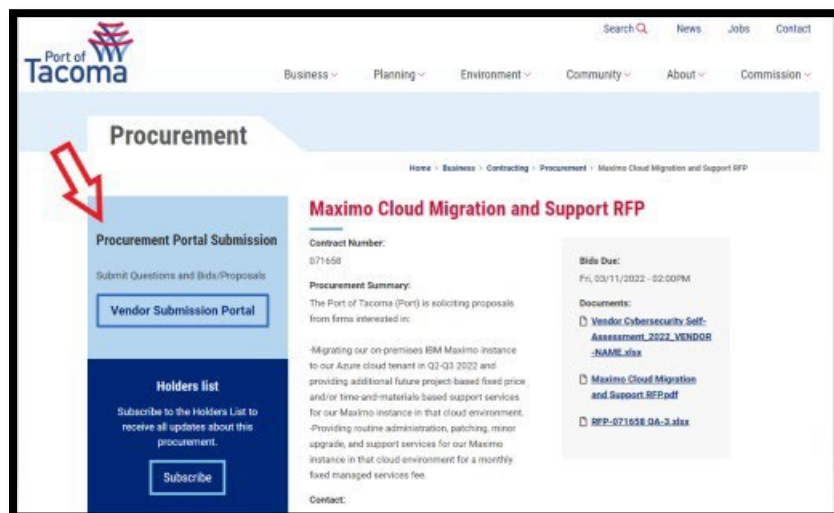 Port of
Tacoma
Search
News
Jobs
Contact
Business
Planning
Environment
Community
About
Commission
Procurement
Home › Business › Contracting › Procurement › Maximo Cloud Migration and Support RFP
Procurement Portal Submission
Submit Questions and Bids/Proposals
Vendor Submission Portal
Holders list
Subscribe to the Holders List to
receive all updates about this
procurement.
Subscribe
Maximo Cloud Migration and Support RFP
Contract Number:
071658
Procurement Summary:
The Port of Tacoma (Port) is soliciting proposals
from firms interested in:
-Migrating our on-premises IBM Maximo instance
to our Azure cloud tenant in Q2-Q3 2022 and
providing additional future project-based fixed price
and/or time-and-materials based support services
for our Maximo instance in that cloud environment.
-Providing routine administration, patching, minor
upgrade, and support services for our Maximo
instance in that cloud environment for a monthly
fixed managed services fee.
Contact:
Bids Due:
Fri, 03/11/2022 - 02:00PM
Documents:
Vendor Cybersecurity Self-
Assessment_2022_VENDOR
-NAME.xlsx
Maximo Cloud Migration
and Support RFP.pdf
RFP-071658 QA-3.xlsx